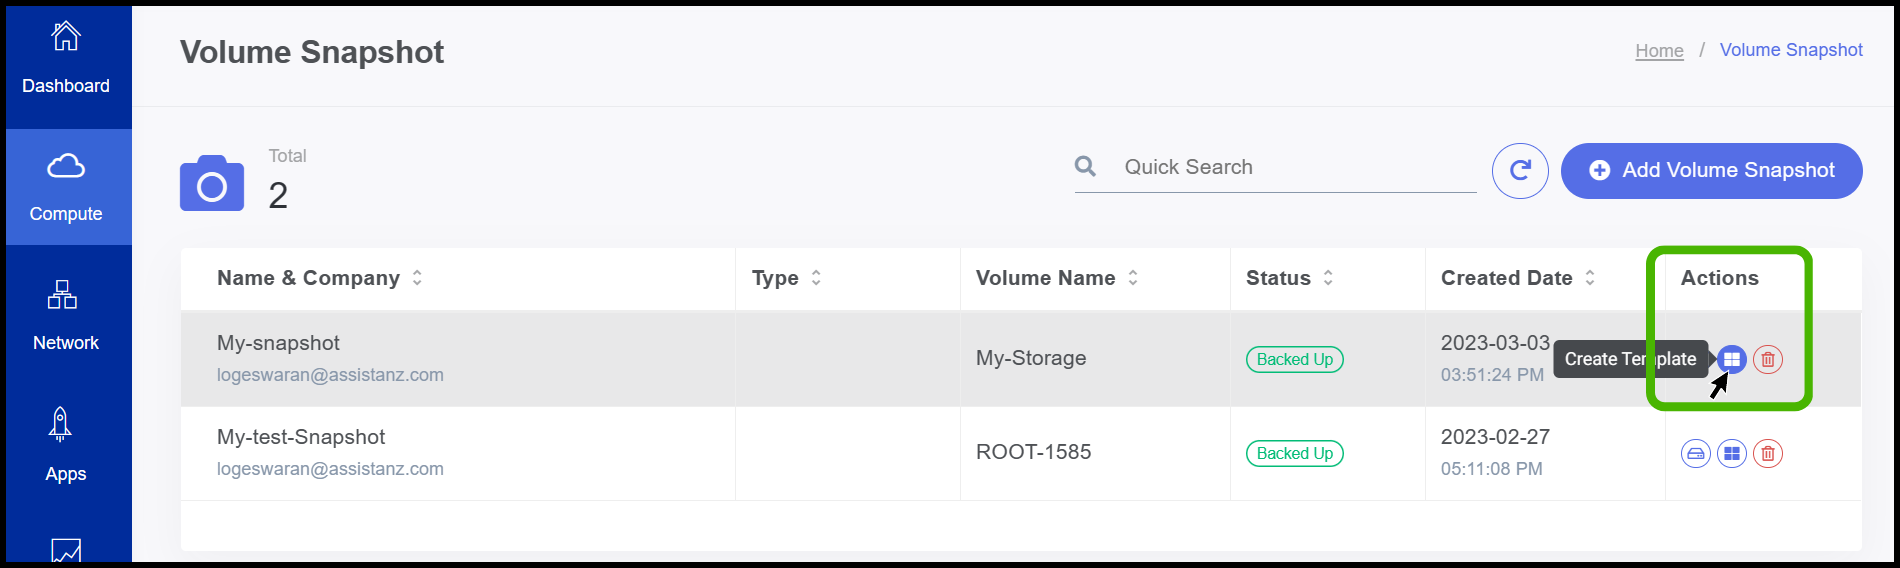 Dashboard
Compute
Network
Apps
Volume Snapshot
Home / Volume Snapshot
Total
2
Quick Search
Add Volume Snapshot
Name & Company Type Volume Name Status Created Date Actions
My-snapshot
logeswaran@assistanz.com
My-Storage
Backed Up
2023-03-03
03:51:24 PM
Create Template
My-test-Snapshot
logeswaran@assistanz.com
ROOT-1585
Backed Up
2023-02-27
05:11:08 PM